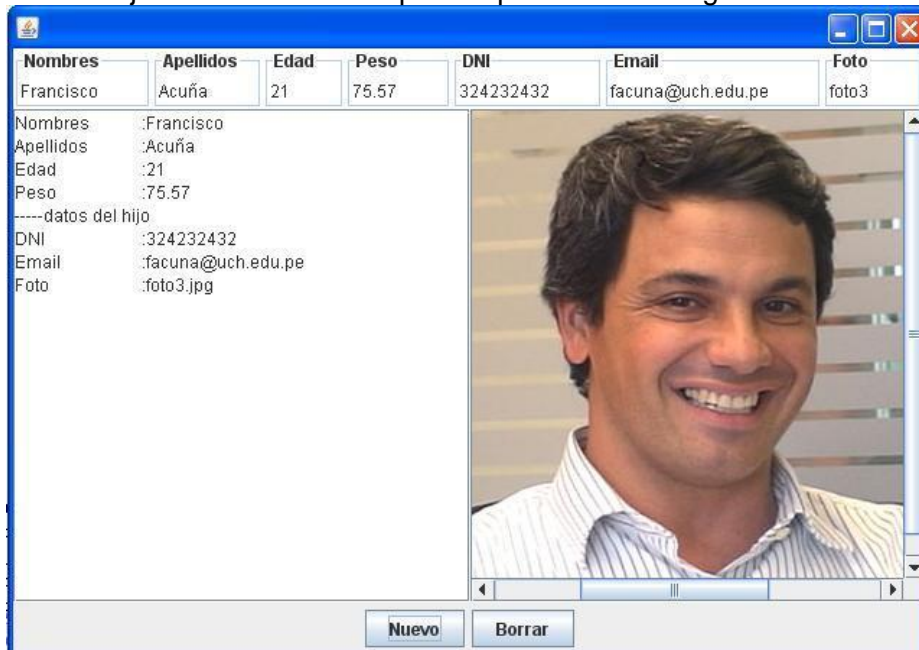 Nombres Apellidos Edad Peso DNI Email Foto
Francisco Acuña 21 75.57 324232432 facuna@uch.edu.pe foto3
Nombres :Francisco
Apellidos :Acuña
Edad :21
Peso :75.57
-----datos del hijo
DNI :324232432
Email :facuna@uch.edu.pe
Foto :foto3.jpg
Nuevo Borrar